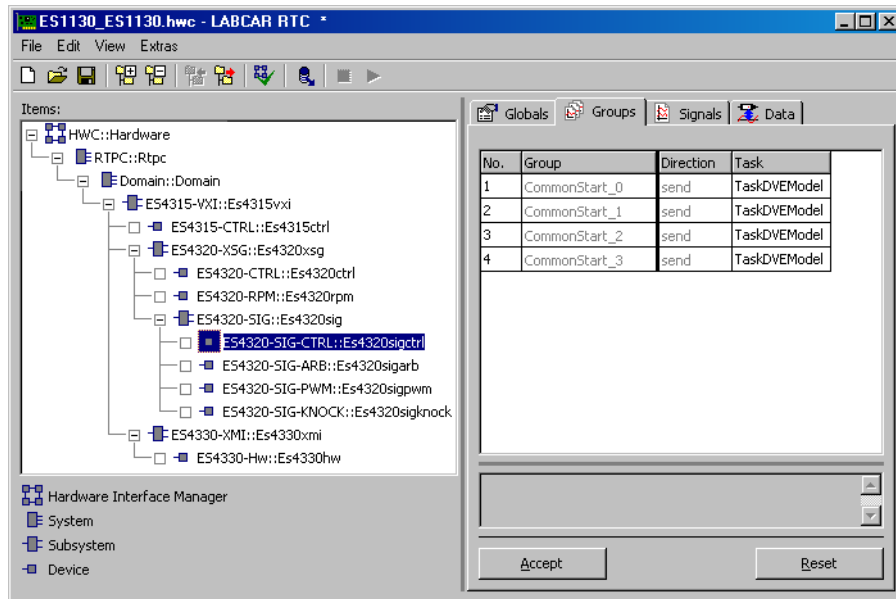 ES1130_ES1130.hwc - LABCAR RTC *
File Edit View Extras
Items:
HWC::Hardware
RTPC::Rtpc
Domain::Domain
ES4315-VXI::Es4315vxi
ES4315-CTRL::Es4315ctrl
ES4320-XSG::Es4320xsg
ES4320-CTRL::Es4320ctrl
ES4320-RPM::Es4320rpm
ES4320-SIG::Es4320sig
ES4320-SIG-CTRL::Es4320sigctrl
ES4320-SIG-ARB::Es4320sigarb
ES4320-SIG-PWM::Es4320sigpwm
ES4320-SIG-KNOCK::Es4320sigknock
ES4330-XMI::Es4330xmi
ES4330-Hw::Es4330hw
Hardware Interface Manager
System
Subsystem
Device
Globals Groups Signals Data
No. Group Direction Task
1 CommonStart_0 send TaskDVEModel
2 CommonStart_1 send TaskDVEModel
3 CommonStart_2 send TaskDVEModel
4 CommonStart_3 send TaskDVEModel
Accept Reset